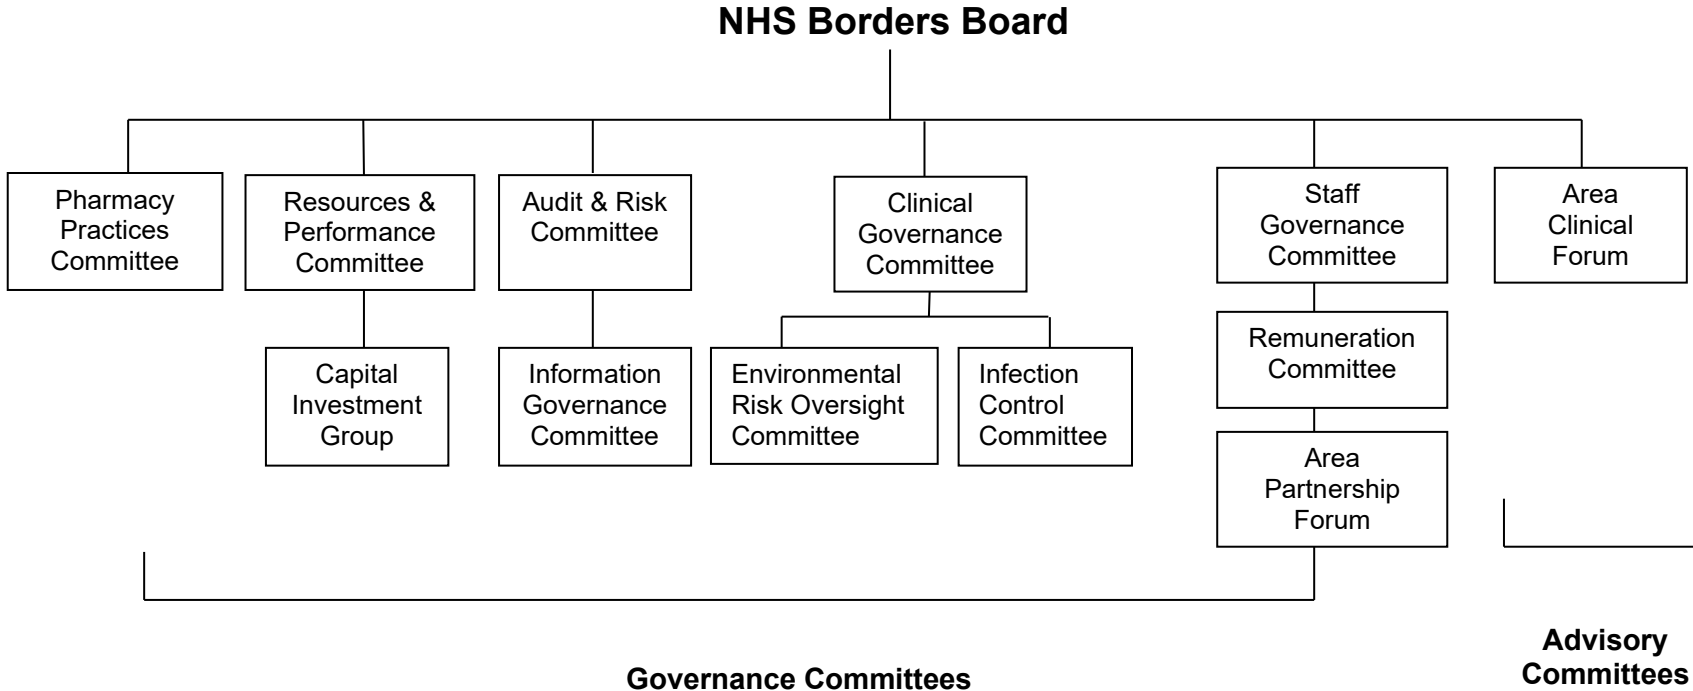 NHS Borders Board
Pharmacy
Practices
Committee
Resources &
Performance
Committee
Audit & Risk
Committee
Clinical
Governance
Committee
Staff
Governance
Committee
Area
Clinical
Forum
Capital
Investment
Group
Information
Governance
Committee
Environmental
Risk Oversight
Committee
Infection
Control
Committee
Remuneration
Committee
Area
Partnership
Forum
Governance Committees
Advisory
Committees